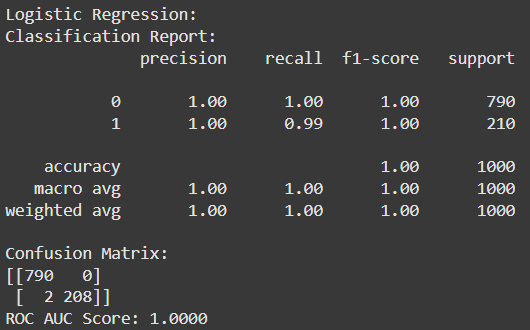 Logistic Regression:
Classification Report:
precision recall f1-score support
0 1.00 1.00 1.00 790
1 1.00 0.99 1.00 210
accuracy 1.00 1000
macro avg 1.00 1.00 1.00 1000
weighted avg 1.00 1.00 1.00 1000
Confusion Matrix:
[[790 0]
[ 2 208]]
ROC AUC Score: 1.0000